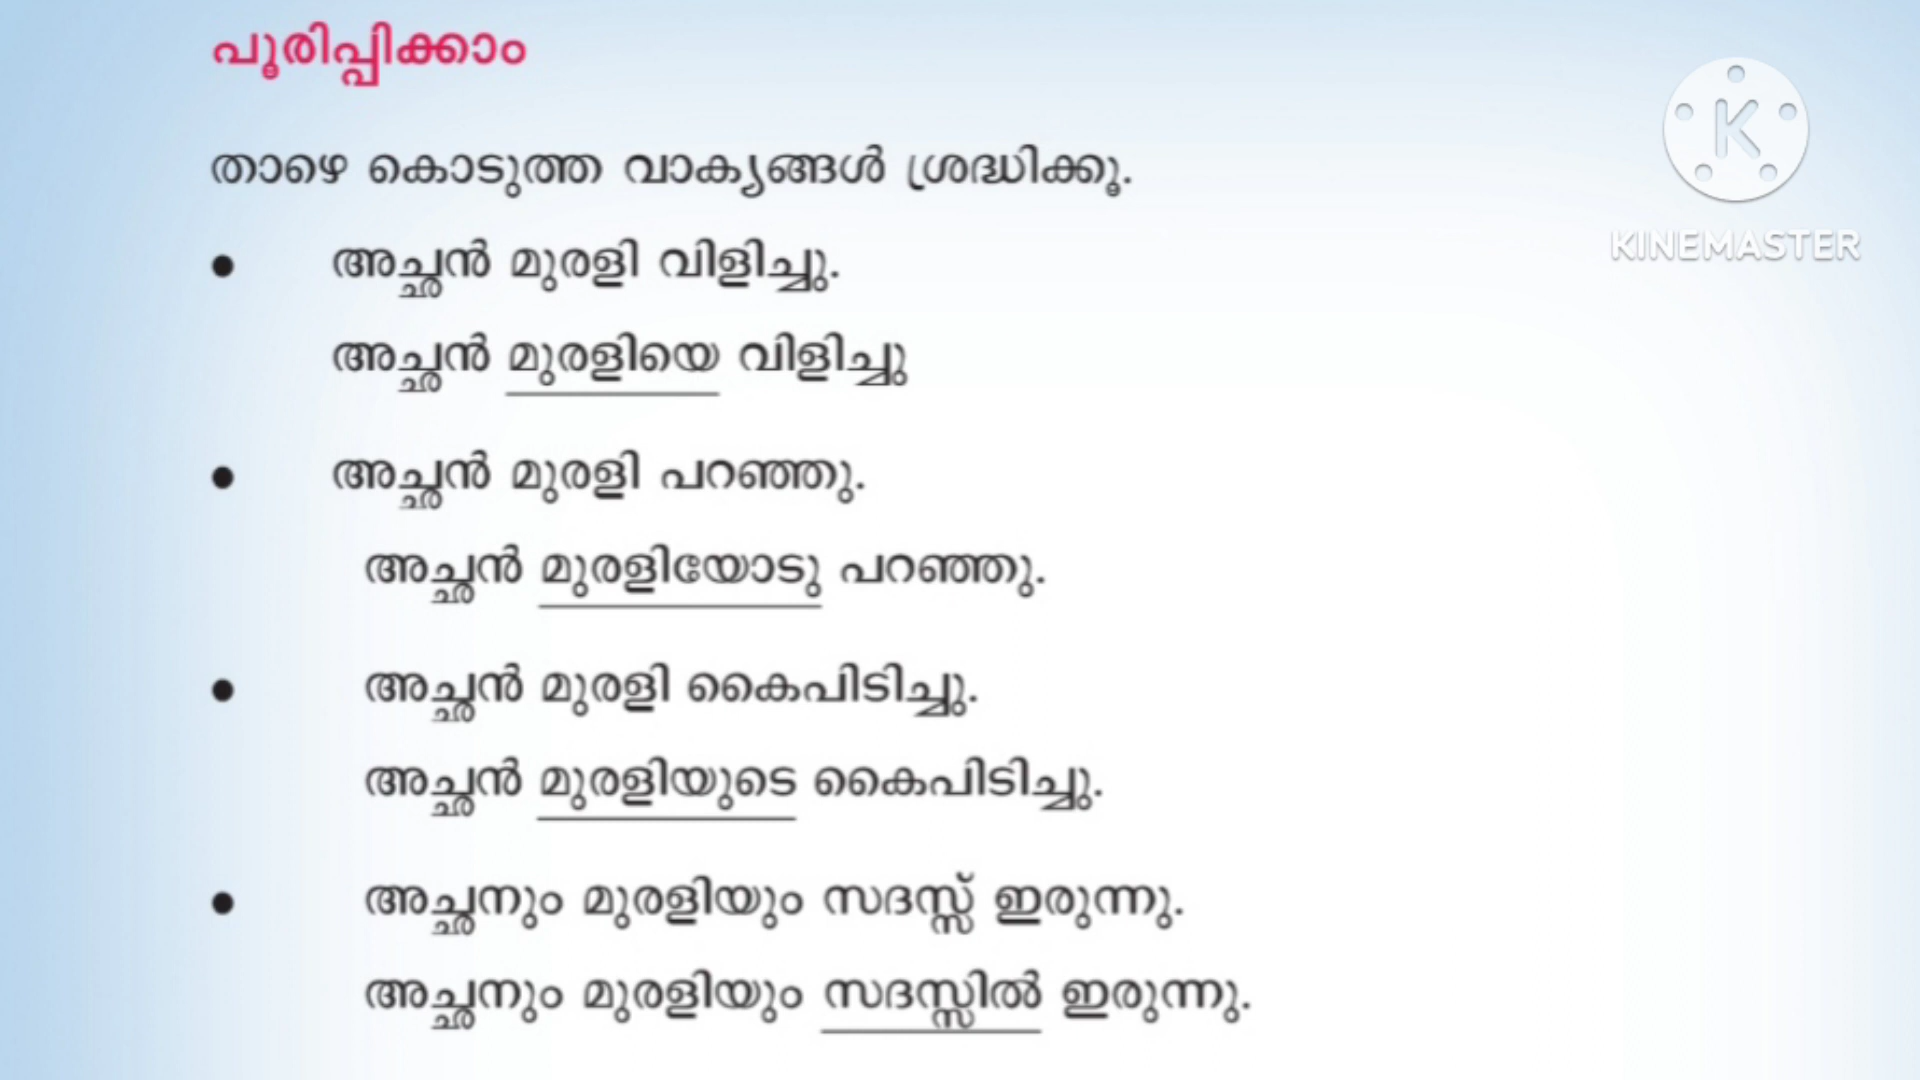 പൂരിപ്പിക്കാം
താഴെ കൊടുത്ത വാക്യങ്ങൾ ശ്രദ്ധിക്കൂ.
● അച്ഛൻ മുരളി വിളിച്ചു.
അച്ഛൻ മുരളിയെ വിളിച്ചു
● അച്ഛൻ മുരളി പറഞ്ഞു.
അച്ഛൻ മുരളിയോടു പറഞ്ഞു.
● അച്ഛൻ മുരളി കൈപിടിച്ചു.
അച്ഛൻ മുരളിയുടെ കൈപിടിച്ചു.
● അച്ഛനും മുരളിയും സദസ്സ് ഇരുന്നു.
അച്ഛനും മുരളിയും സദസ്സിൽ ഇരുന്നു.
K
KINEMASTER